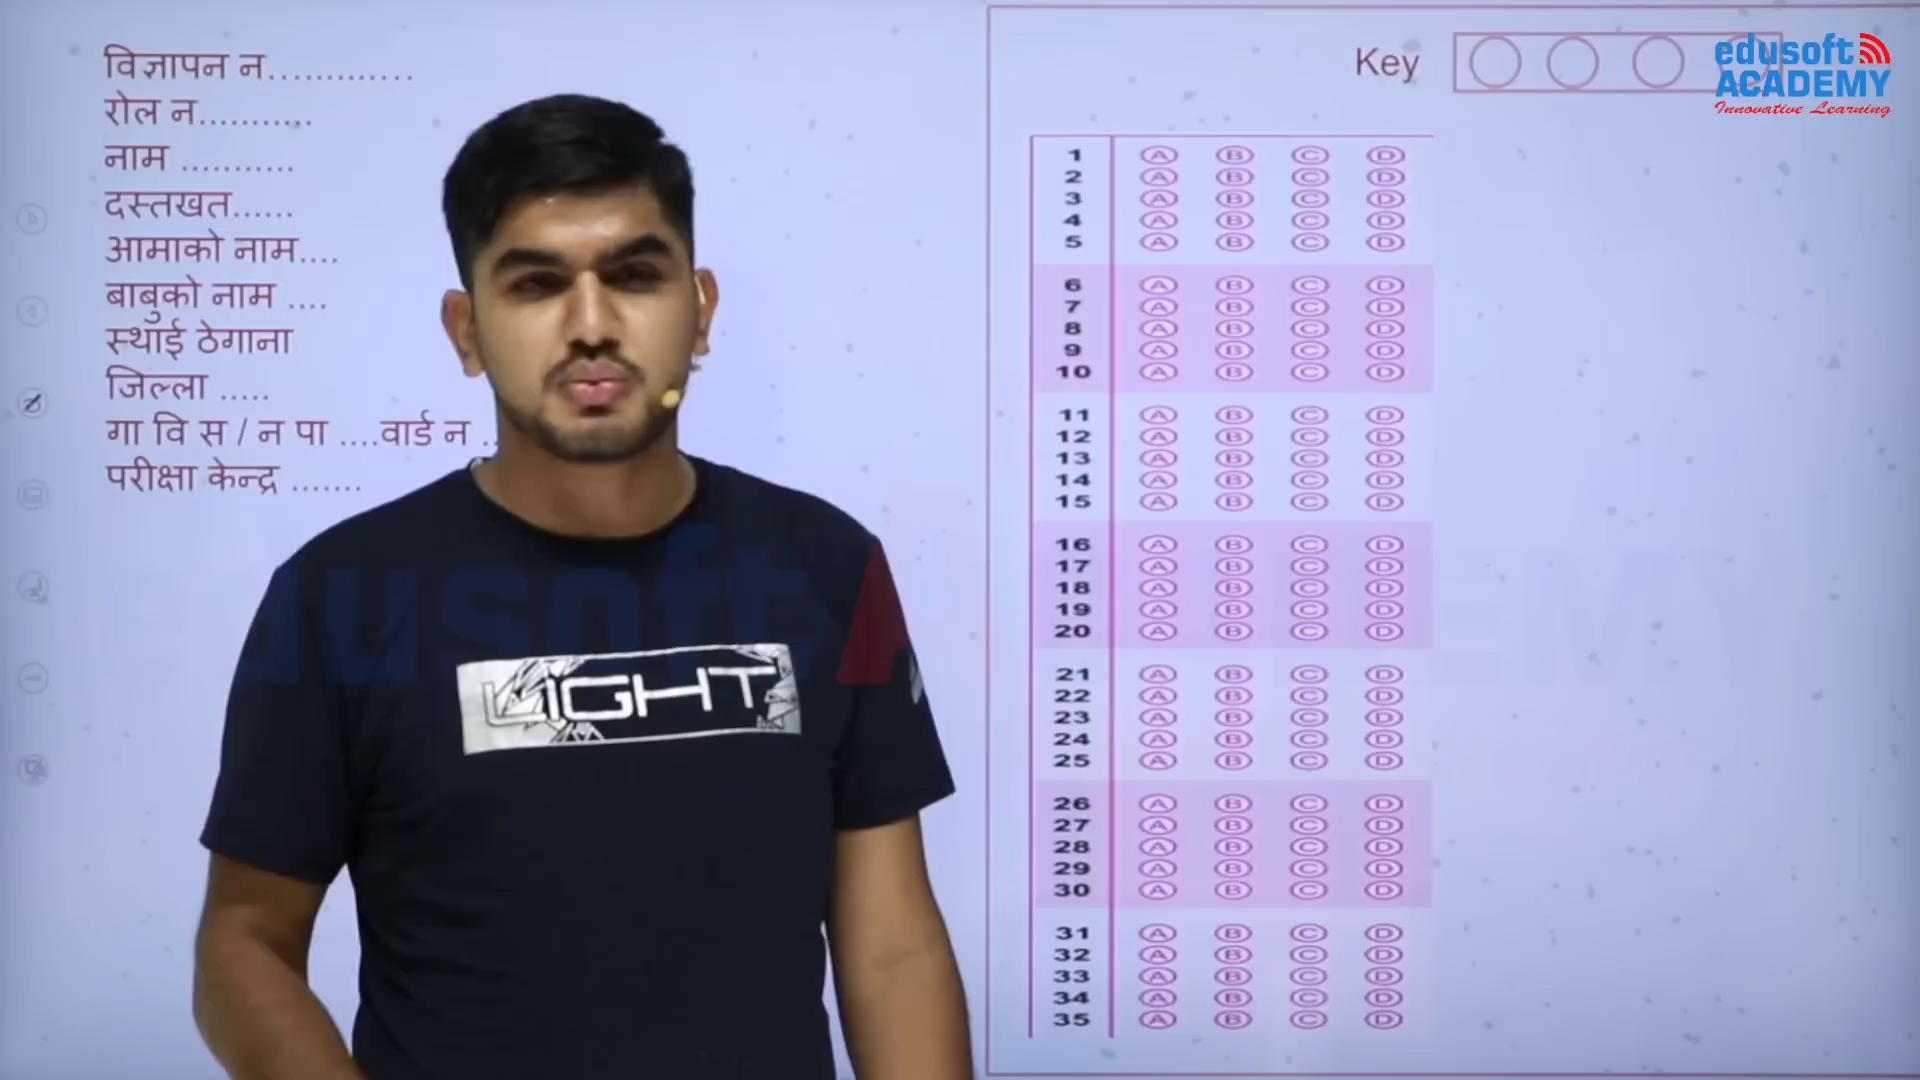 विज्ञापन न.............
रोल न...........
नाम ...........
दस्तखत......
आमाको नाम....
बाबुको नाम ....
स्थाई ठेगाना
जिल्ला .....
गा वि स / न पा ....वार्ड न ..
परीक्षा केन्द्र .......
LIGHT
edusoft
Key
edusoft
ACADEMY
Innovative Learning
1 A B C D
2 A B C D
3 A B C D
4 A B C D
5 A B C D
6 A B C D
7 A B C D
8 A B C D
9 A B C D
10 A B C D
11 A B C D
12 A B C D
13 A B C D
14 A B C D
15 A B C D
16 A B C D
17 A B C D
18 A B C D
19 A B C D
20 A B C D
21 A B C D
22 A B C D
23 A B C D
24 A B C D
25 A B C D
26 A B C D
27 A B C D
28 A B C D
29 A B C D
30 A B C D
31 A B C D
32 A B C D
33 A B C D
34 A B C D
35 A B C D